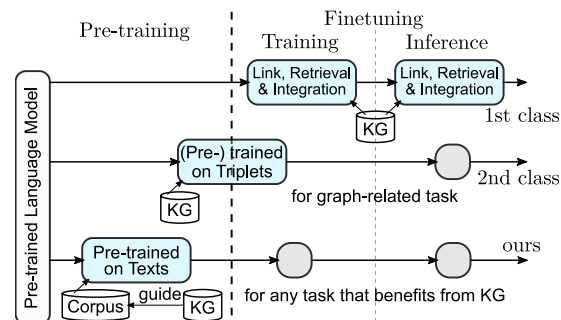 Finetuning
Pre-training
Training
Inference
Link, Retrieval
& Integration
Link, Retrieval
& Integration
KG
1st class
Pre-trained Language Model
(Pre-) trained
on Triplets
KG
for graph-related task
2nd class
Pre-trained
on Texts
ours
Corpus
guide
KG
for any task that benefits from KG